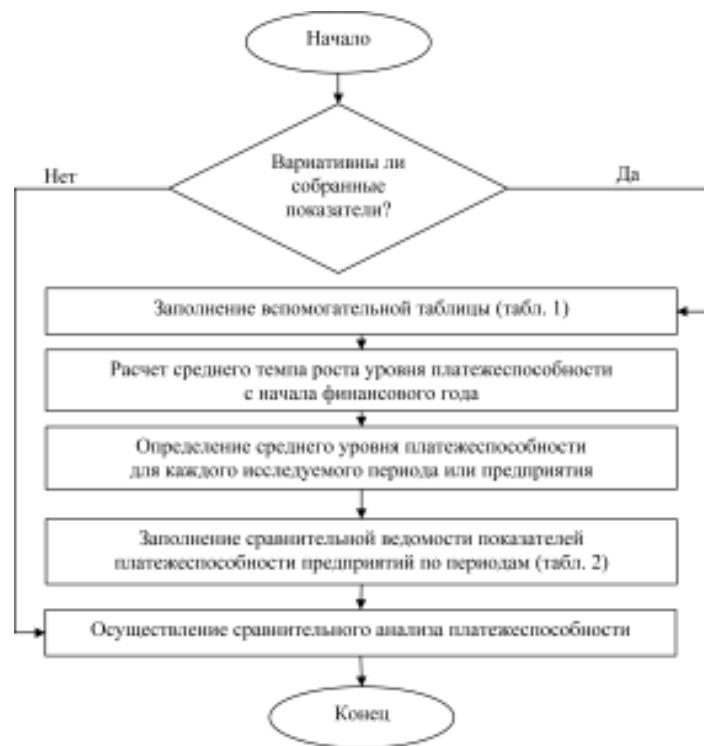 Начало
Вариативны ли
собранные
показатели?
Нет
Да
Заполнение вспомогательной таблицы (табл. 1)
Расчет среднего темпа роста уровня платежеспособности
с начала финансового года
Определение среднего уровня платежеспособности
для каждого исследуемого периода или предприятия
Заполнение сравнительной ведомости показателей
платежеспособности предприятий по периодам (табл. 2)
Осуществление сравнительного анализа платежеспособности
Конец